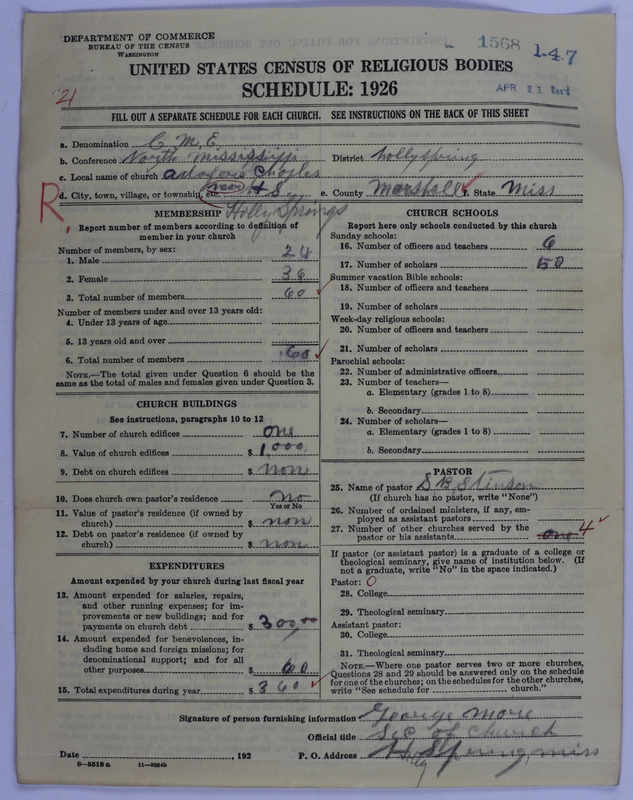 DEPARTMENT OF COMMERCE
BUREAU OF THE CENSUS
WASHINGTON
1568 1-4-7
UNITED STATES CENSUS OF RELIGIOUS BODIES
SCHEDULE: 1926
APR 23 Rec'd
21
FILL OUT A SEPARATE SCHEDULE FOR EACH CHURCH. SEE INSTRUCTIONS ON THE BACK OF THIS SHEET
a. Denomination C. M. E.
b. Conference North Mississippi District Hollyspring
c. Local name of church
d. City, town, village, or township, etc. near H S. e. County Marshall f. State Miss
R.
Holly Springs
MEMBERSHIP
Report number of members according to definition of
member in your church
Number of members, by sex:
1. Male 24
2. Female 36
3. Total number of members 60
Number of members under and over 13 years old:
4. Under 13 years of age
5. 13 years old and over
6. Total number of members 60
NOTE.—The total given under Question 6 should be the
same as the total of males and females given under Question 3.
CHURCH BUILDINGS
See instructions, paragraphs 10 to 12
7. Number of church edifices one
8. Value of church edifices $ 1,000
9. Debt on church edifices $ non
10. Does church own pastor's residence no
Yes or No
11. Value of pastor's residence (if owned by
church) $ non
12. Debt on pastor's residence (if owned by
church) $ non
EXPENDITURES
Amount expended by your church during last fiscal year
13. Amount expended for salaries, repairs,
and other running expenses; for im-
provements or new buildings; and for
payments on church debt $ 300.00
14. Amount expended for benevolences, in-
cluding home and foreign missions; for
denominational support; and for all
other purposes $ 60
15. Total expenditures during year $ 360
CHURCH SCHOOLS
Report here only schools conducted by this church
Sunday schools:
16. Number of officers and teachers 6
17. Number of scholars 50
Summer vacation Bible schools:
18. Number of officers and teachers
19. Number of scholars
Week-day religious schools:
20. Number of officers and teachers
21. Number of scholars
Parochial schools:
22. Number of administrative officers
23. Number of teachers—
a. Elementary (grades 1 to 8)
b. Secondary
24. Number of scholars—
a. Elementary (grades 1 to 8)
b. Secondary
PASTOR
25. Name of pastor S B Stinson
(If church has no pastor, write "None")
26. Number of ordained ministers, if any, em-
ployed as assistant pastors
27. Number of other churches served by the
pastor or his assistants one 4
If pastor (or assistant pastor) is a graduate of a college or
theological seminary, give name of institution below. (If
not a graduate, write "No" in the space indicated.)
Pastor: O
28. College
29. Theological seminary
Assistant pastor:
30. College
31. Theological seminary
NOTE.—Where one pastor serves two or more churches,
Questions 28 and 29 should be answered only on the schedule
for one of the churches; on the schedules for the other churches,
write "See schedule for church."
Signature of person furnishing information George More
Official title Sec of church
Date , 192 P. O. Address Holly Spring, miss
8—5518 a 11—9054b